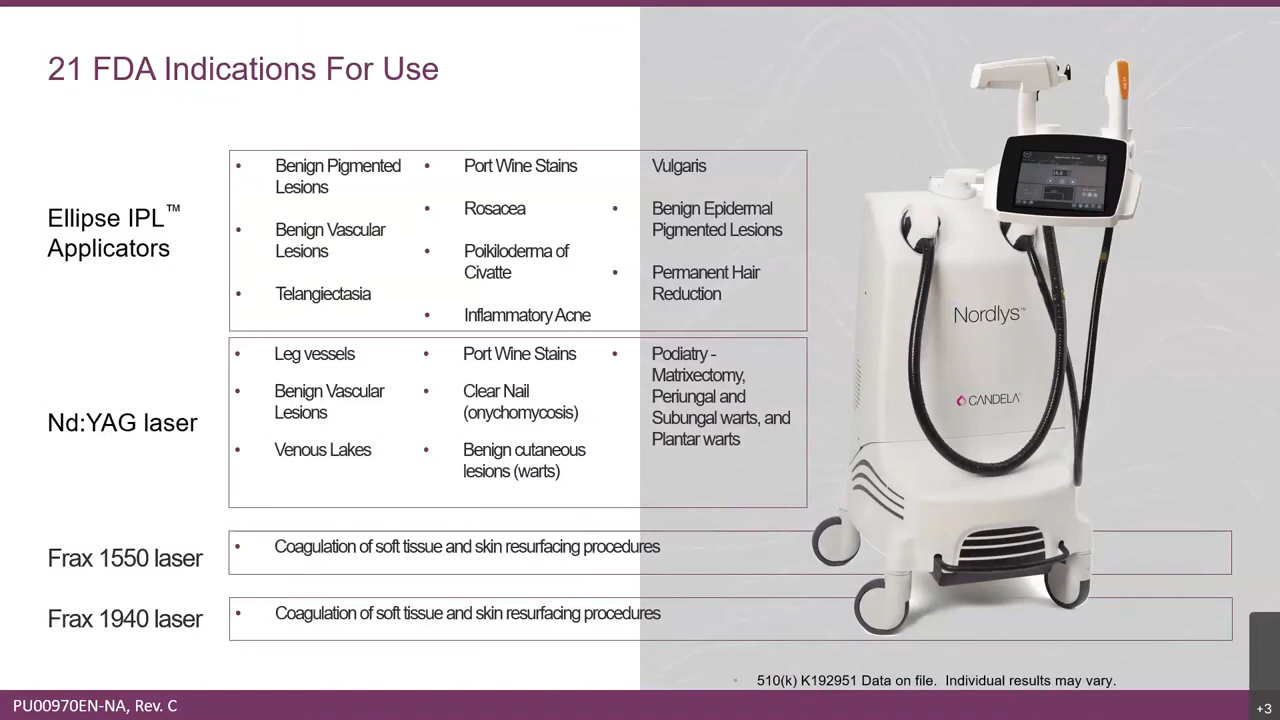 21 FDA Indications For Use
Ellipse IPL™
Applicators
• Benign Pigmented
Lesions
• Benign Vascular
Lesions
• Telangiectasia
• Port Wine Stains
• Rosacea
• Poikiloderma of
Civatte
• Inflammatory Acne
Vulgaris
• Benign Epidermal
Pigmented Lesions
• Permanent Hair
Reduction
Nd:YAG laser
• Leg vessels
• Benign Vascular
Lesions
• Venous Lakes
• Port Wine Stains
• Clear Nail
(onychomycosis)
• Benign cutaneous
lesions (warts)
• Podiatry -
Matrixectomy,
Periungal and
Subungal warts, and
Plantar warts
Frax 1550 laser
• Coagulation of soft tissue and skin resurfacing procedures
Frax 1940 laser
• Coagulation of soft tissue and skin resurfacing procedures
Nordlys™
CANDELA
• 510(k) K192951 Data on file. Individual results may vary.
PU00970EN-NA, Rev. C
+3